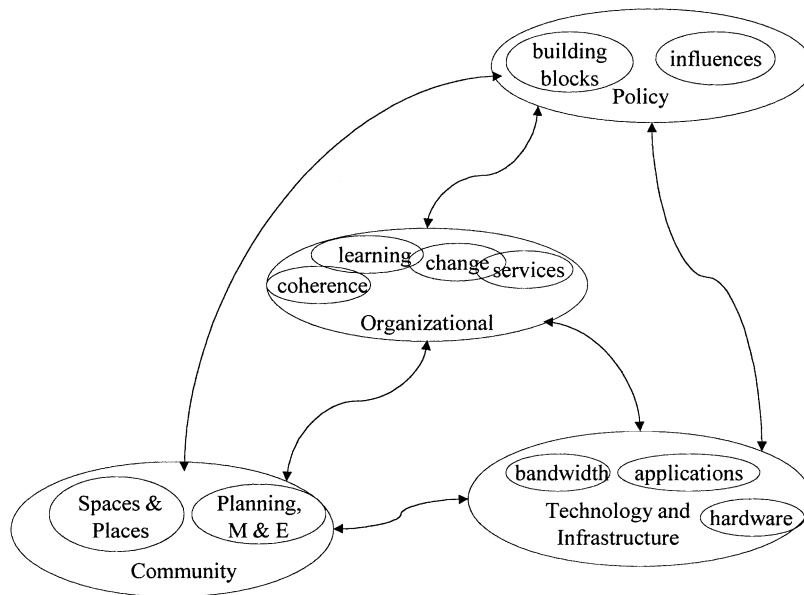 building
blocks
influences
Policy
learning
change
services
coherence
Organizational
bandwidth
applications
Technology and
Infrastructure
hardware
Spaces &
Places
Planning,
M & E
Community